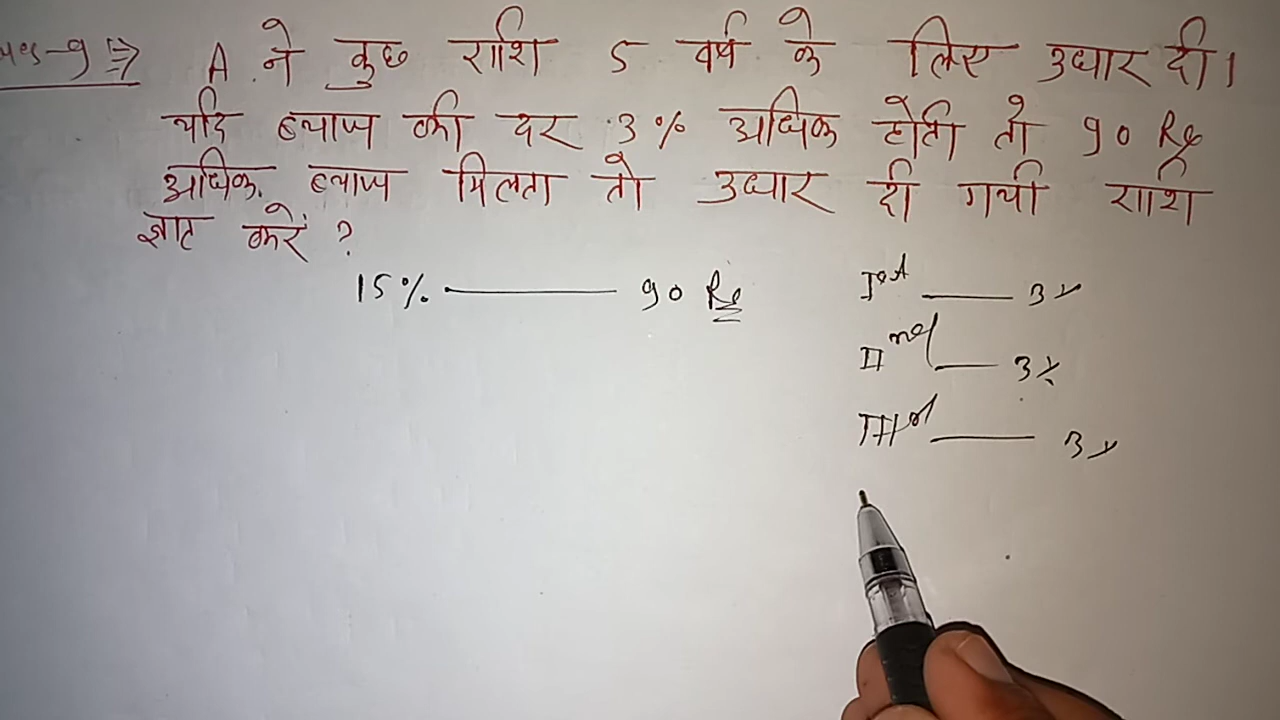 9 ⇒ A ने कुछ राशि 5 वर्ष के लिए उधार दी।
यदि ब्याज की दर 3% अधिक होती तो 90 Rs
अधिक ब्याज मिलता तो उधार दी गयी राशि
ज्ञात करें ?
15% — 90 Rs
Ist — 3%
IInd — 3%
IIIrd — 3%